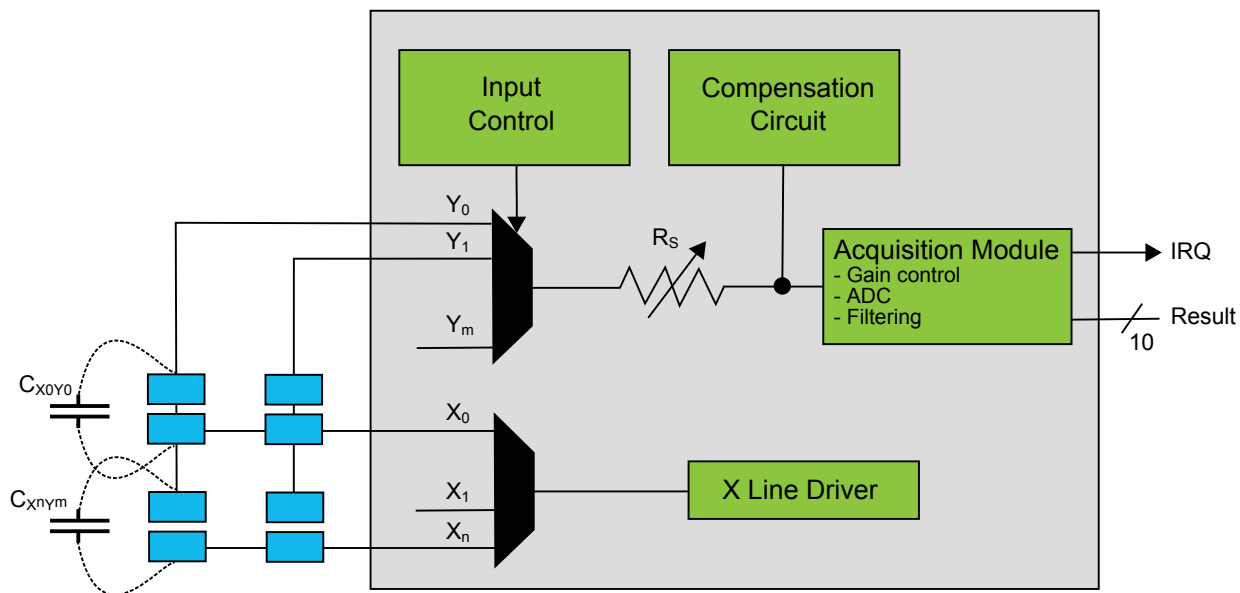 Input
Control
Compensation
Circuit
Y0
Y1
Ym
RS
Acquisition Module
- Gain control
- ADC
- Filtering
IRQ
Result
10
CX0Y0
CXnYm
X0
X1
Xn
X Line Driver